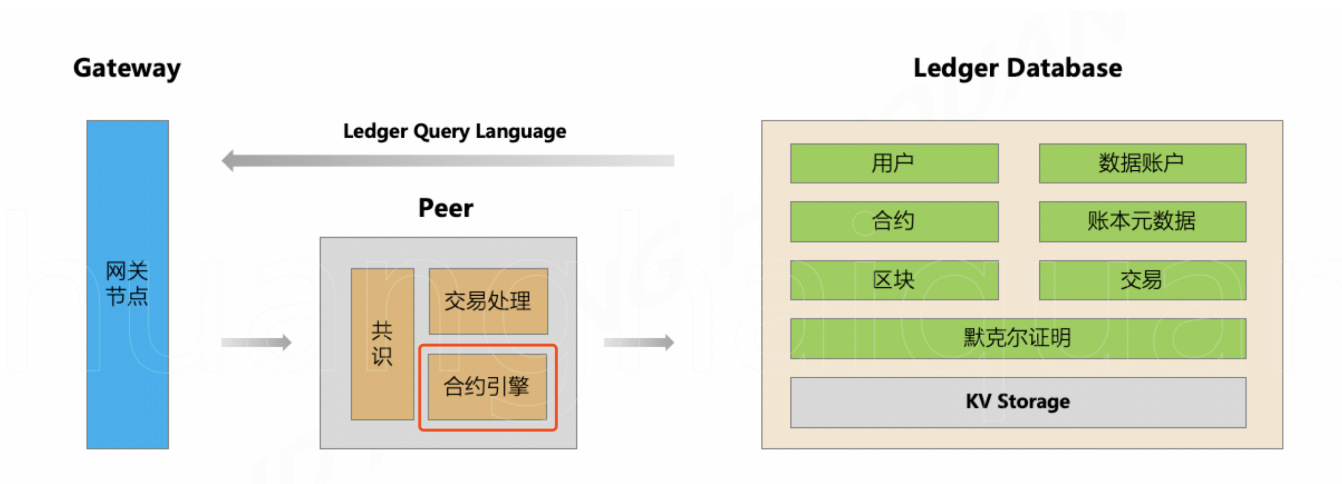 Gateway
Ledger Database
Ledger Query Language
Peer
网关
节点
共
识
交易处理
合约引擎
用户
数据账户
合约
账本元数据
区块
交易
默克尔证明
KV Storage